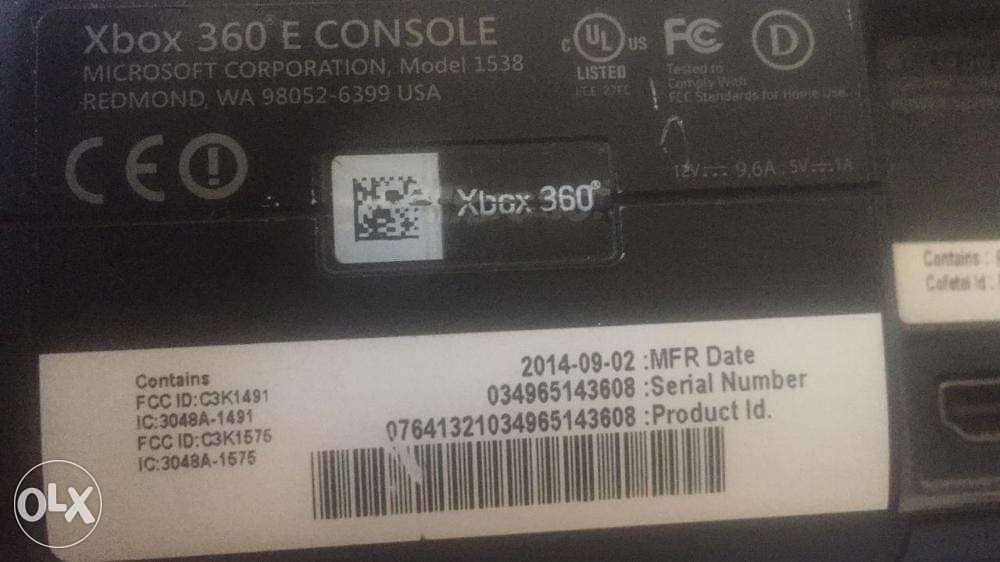 Xbox 360® E CONSOLE
MICROSOFT CORPORATION, Model 1538
REDMOND, WA 98052-6399 USA
C UL US
LISTED
I.T.E. 27FC
FC
Tested to
Comply With
FCC Standards for Home Use
D
CE
12V⎓ 9.6A, 5V⎓1A
Xbox 360®
Contains
FCC ID:C3K1491
IC:3048A-1491
FCC ID:C3K1575
IC:3048A-1575
2014-09-02 :MFR Date
034965143608 :Serial Number
07641321034965143608 :Product Id.
Contains :
Cofetel Id :
OLX